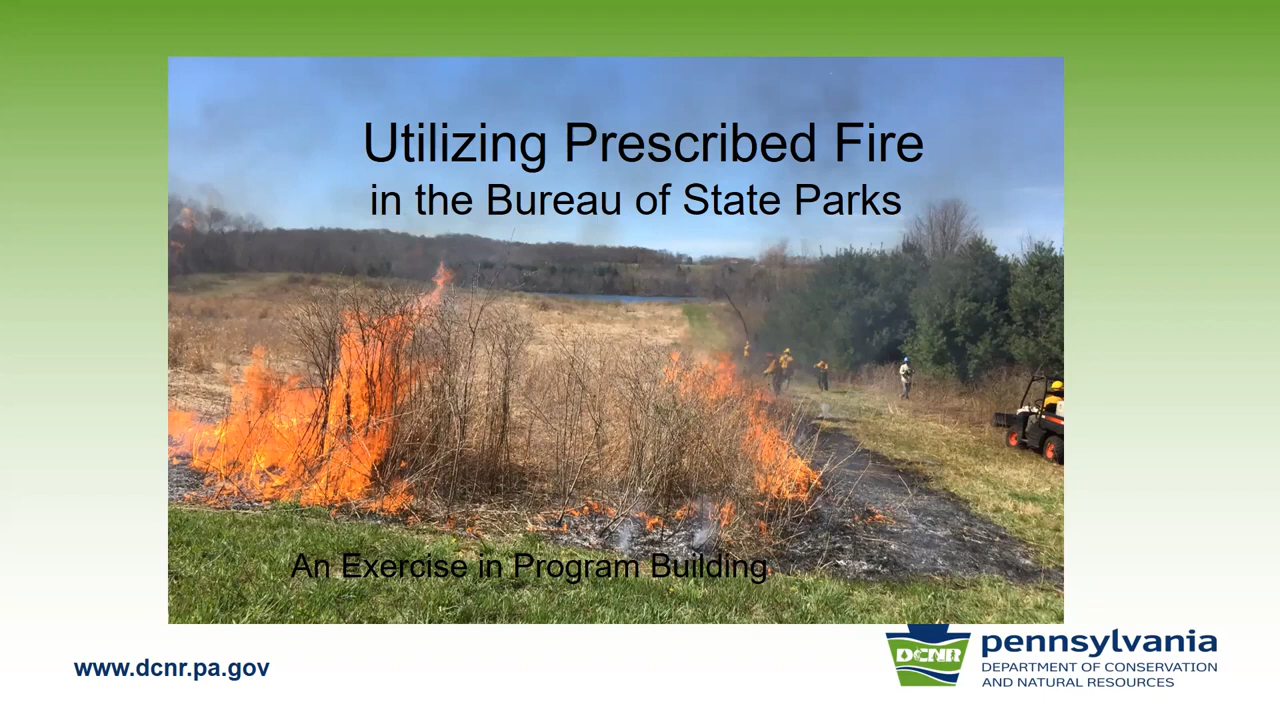 Utilizing Prescribed Fire
in the Bureau of State Parks
An Exercise in Program Building
www.dcnr.pa.gov
DCNR
pennsylvania
DEPARTMENT OF CONSERVATION
AND NATURAL RESOURCES